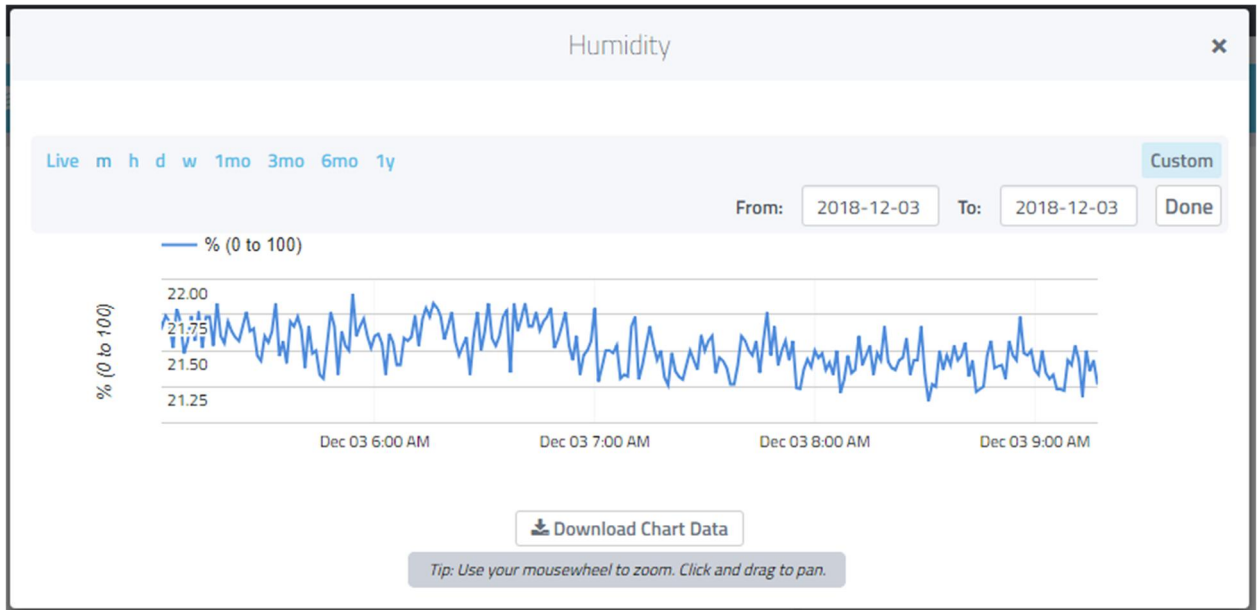 Humidity ×
Live m h d w 1mo 3mo 6mo 1y Custom
From: 2018-12-03 To: 2018-12-03 Done
% (0 to 100)
% (0 to 100)
22.00
21.75
21.50
21.25
Dec 03 6:00 AM Dec 03 7:00 AM Dec 03 8:00 AM Dec 03 9:00 AM
Download Chart Data
Tip: Use your mousewheel to zoom. Click and drag to pan.